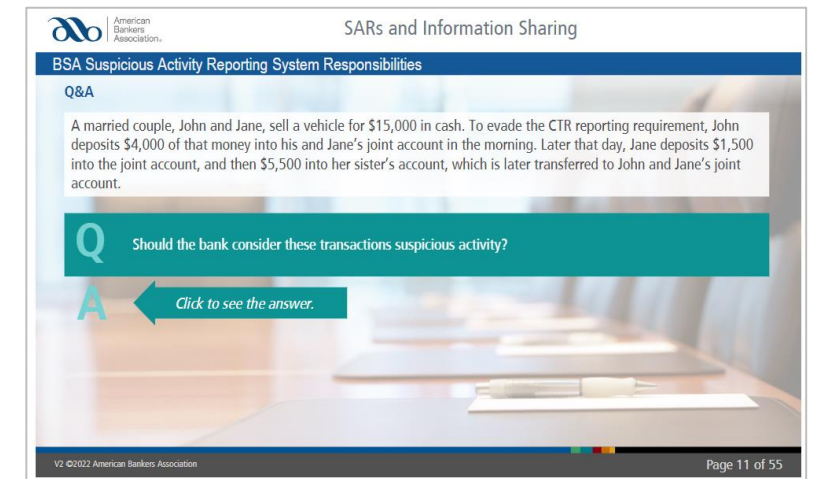 American
Bankers
Association®
SARs and Information Sharing
BSA Suspicious Activity Reporting System Responsibilities
Q&A
A married couple, John and Jane, sell a vehicle for $15,000 in cash. To evade the CTR reporting requirement, John
deposits $4,000 of that money into his and Jane's joint account in the morning. Later that day, Jane deposits $1,500
into the joint account, and then $5,500 into her sister's account, which is later transferred to John and Jane's joint
account.
Q
Should the bank consider these transactions suspicious activity?
A
Click to see the answer.
V2 ©2022 American Bankers Association
Page 11 of 55